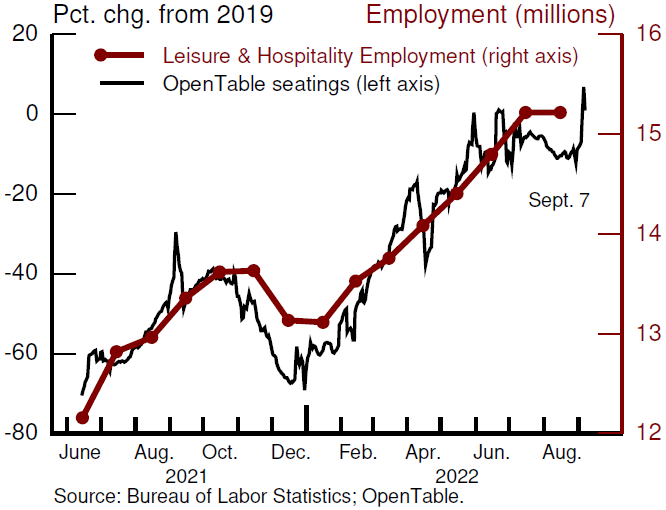 Pct. chg. from 2019 Employment (millions)
20 16
Leisure & Hospitality Employment (right axis)
OpenTable seatings (left axis)
0 15
-20
Sept. 7
14
-40
13
-60
-80 12
June Aug. Oct. Dec. Feb. Apr. Jun. Aug.
2021 2022
Source: Bureau of Labor Statistics; OpenTable.